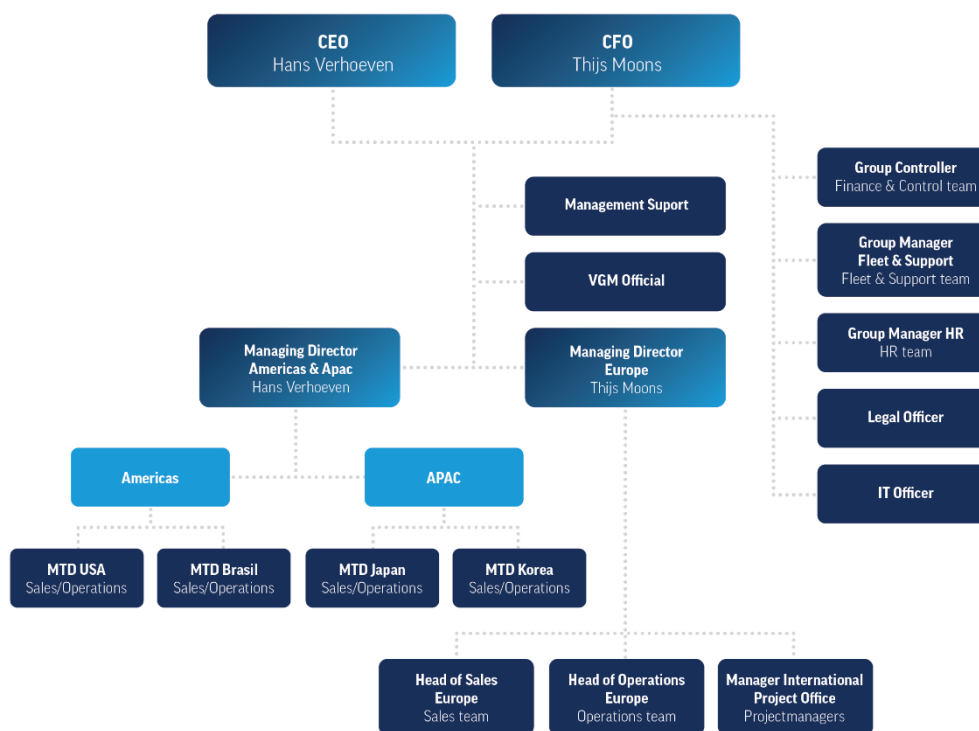 CEO
Hans Verhoeven
CFO
Thijs Moons
Group Controller
Finance & Control team
Management Suport
Group Manager
Fleet & Support
Fleet & Support team
VGM Official
Group Manager HR
HR team
Managing Director
Americas & Apac
Hans Verhoeven
Managing Director
Europe
Thijs Moons
Legal Officer
Americas
APAC
IT Officer
MTD USA
Sales/Operations
MTD Brasil
Sales/Operations
MTD Japan
Sales/Operations
MTD Korea
Sales/Operations
Head of Sales
Europe
Sales team
Head of Operations
Europe
Operations team
Manager International
Project Office
Projectmanagers